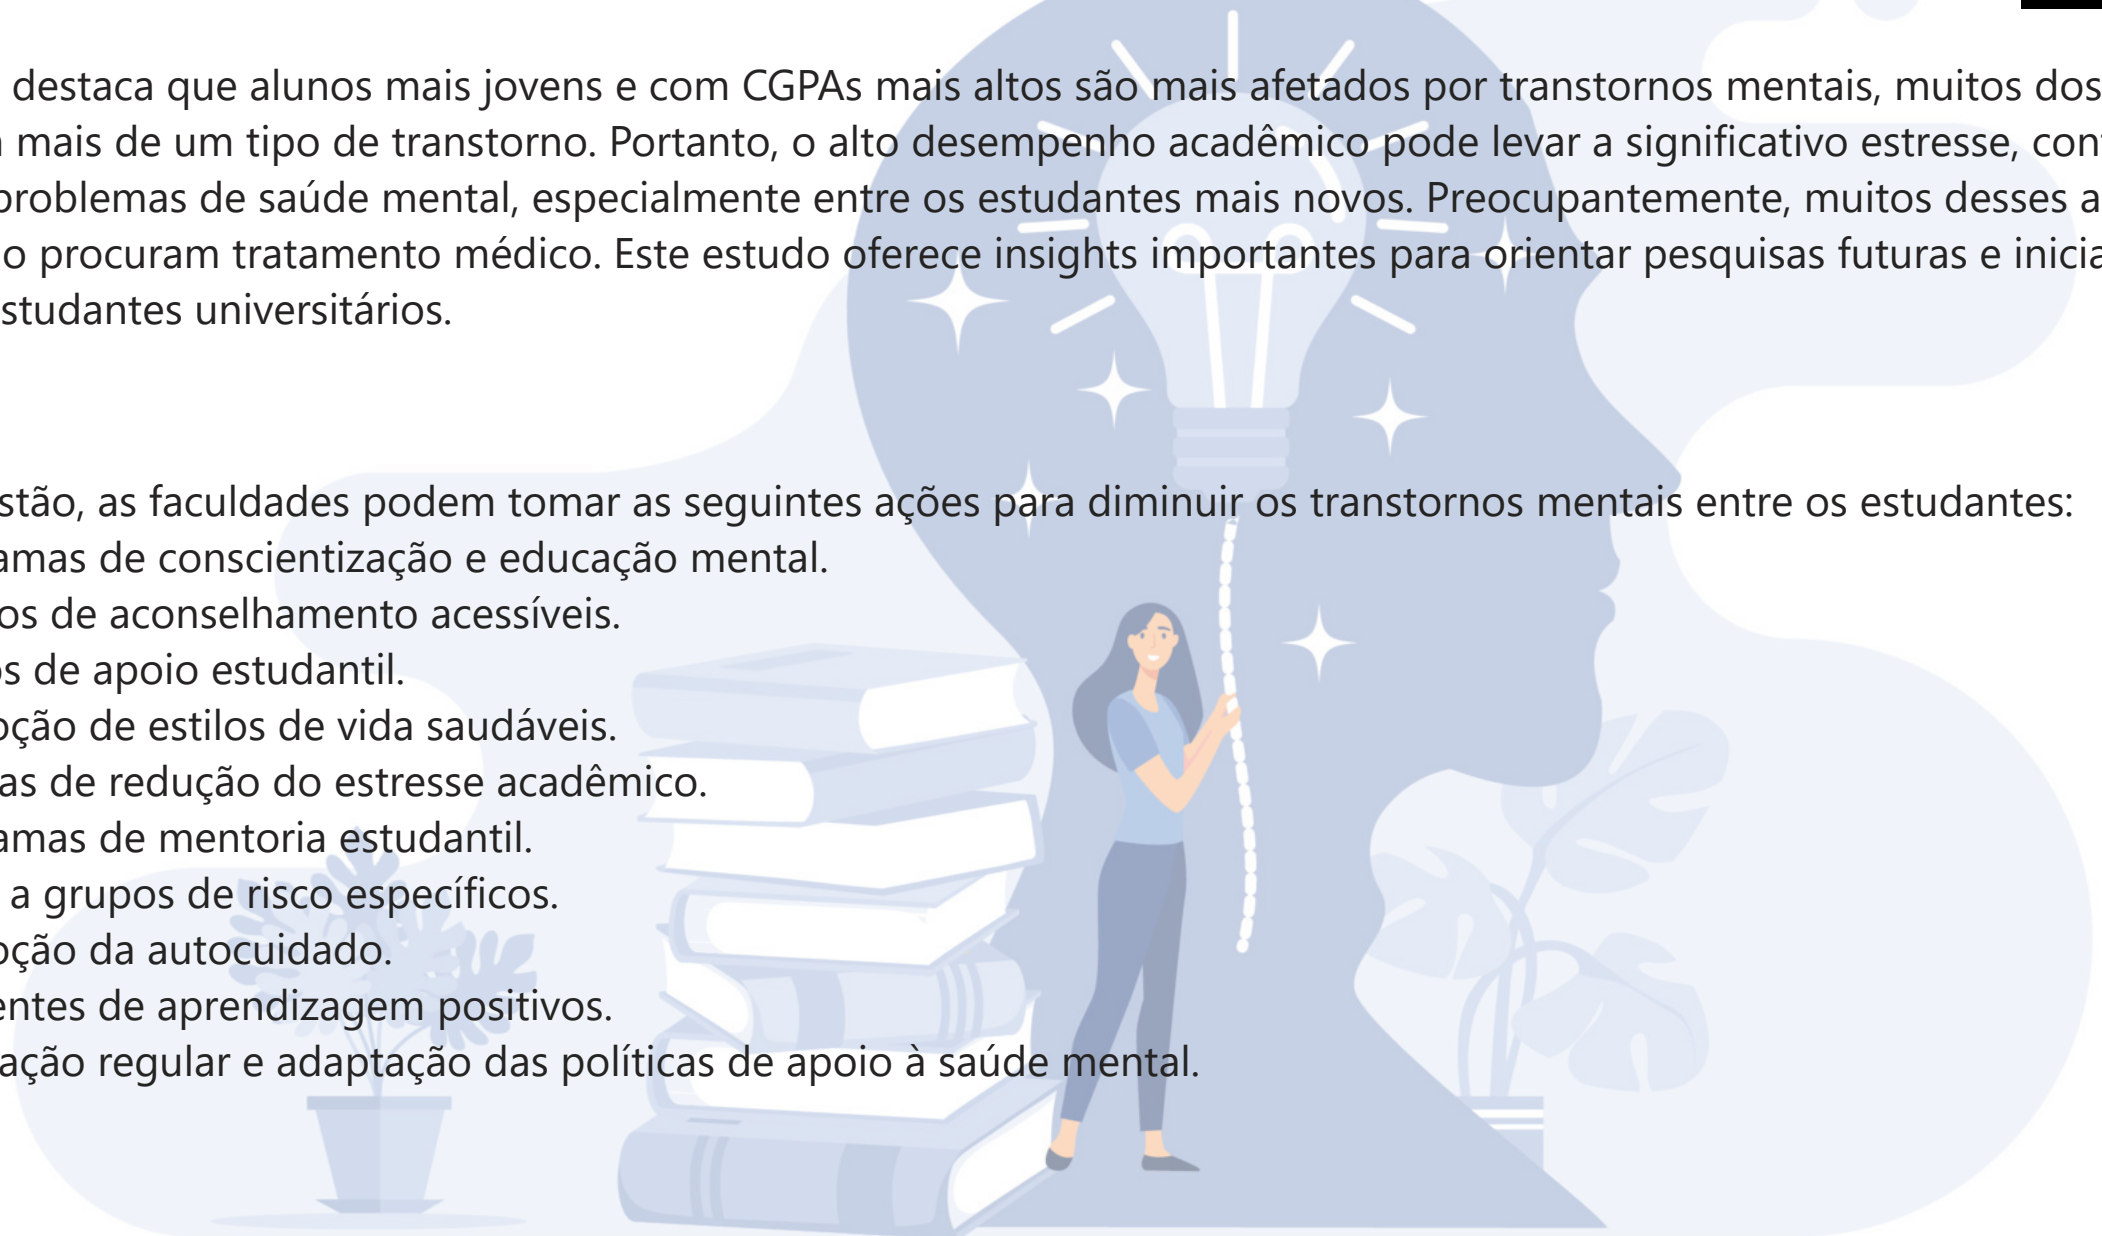 destaca que alunos mais jovens e com CGPAs mais altos são mais afetados por transtornos mentais, muitos dos
mais de um tipo de transtorno. Portanto, o alto desempenho acadêmico pode levar a significativo estresse,
problemas de saúde mental, especialmente entre os estudantes mais novos. Preocupantemente, muitos desses
procuram tratamento médico. Este estudo oferece insights importantes para orientar pesquisas futuras e
studantes universitários.
stão, as faculdades podem tomar as seguintes ações para diminuir os transtornos mentais entre os estudantes:
amas de conscientização e educação mental.
os de aconselhamento acessíveis.
os de apoio estudantil.
oção de estilos de vida saudáveis.
as de redução do estresse acadêmico.
amas de mentoria estudantil.
a grupos de risco específicos.
oção da autocuidado.
entes de aprendizagem positivos.
ação regular e adaptação das políticas de apoio à saúde mental.